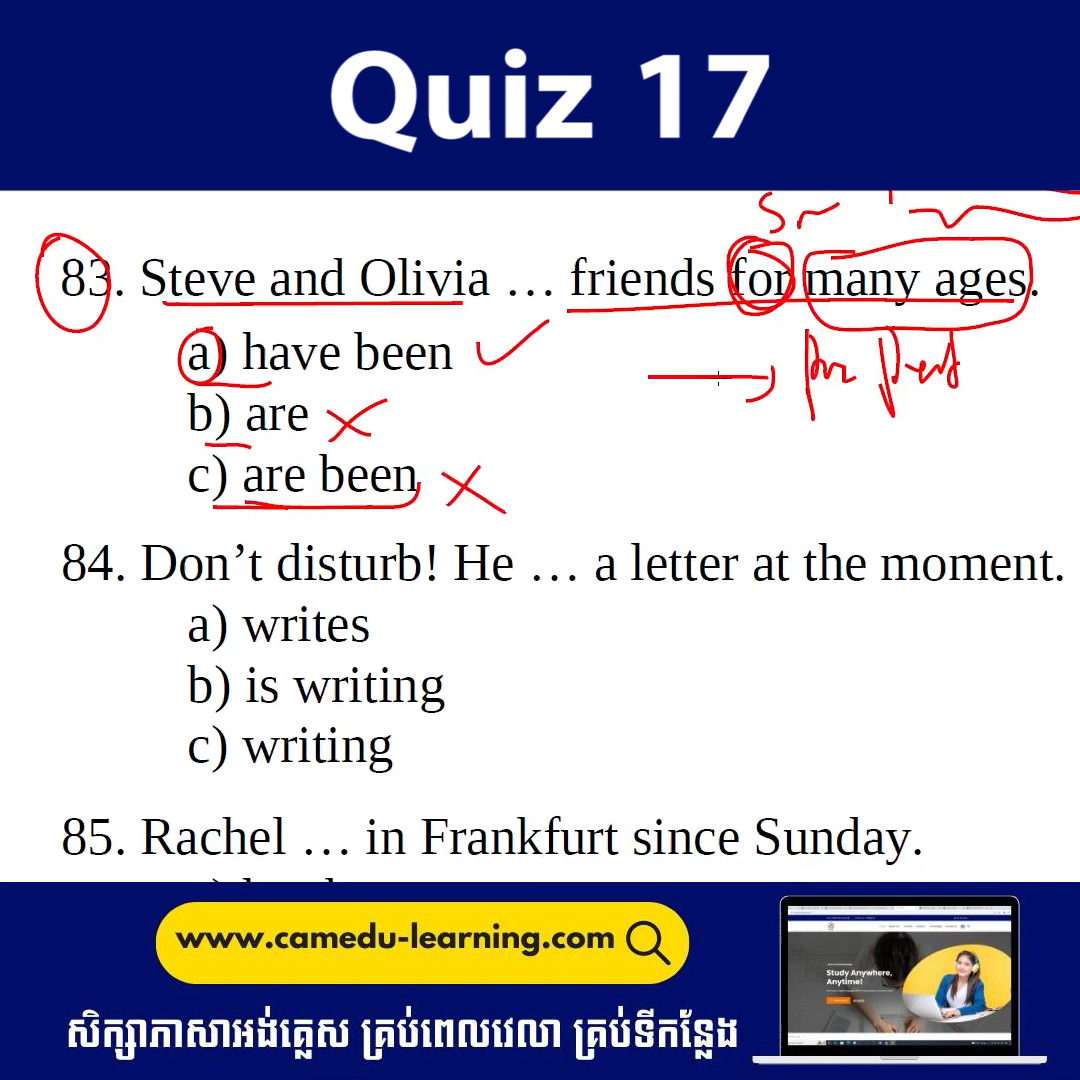 Quiz 17
83. Steve and Olivia … friends for many ages.
a) have been
b) are
c) are been
84. Don’t disturb! He … a letter at the moment.
a) writes
b) is writing
c) writing
85. Rachel … in Frankfurt since Sunday.
www.camedu-learning.com
Study Anywhere,
Anytime!
សិក្សាភាសាអង់គ្លេស គ្រប់ពេលវេលា គ្រប់ទីកន្លែង